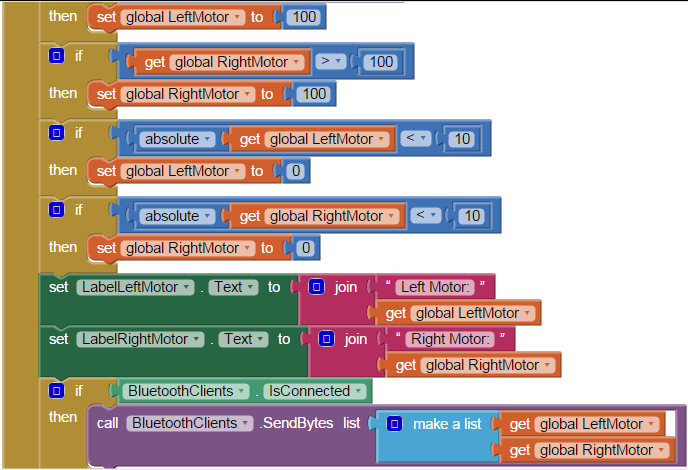 then set global LeftMotor to 100
if get global RightMotor > 100
then set global RightMotor to 100
if absolute get global LeftMotor < 10
then set global LeftMotor to 0
if absolute get global RightMotor < 10
then set global RightMotor to 0
set LabelLeftMotor . Text to join “ Left Motor: ”
get global LeftMotor
set LabelRightMotor . Text to join “ Right Motor: ”
get global RightMotor
if BluetoothClients . IsConnected
then call BluetoothClients .SendBytes list make a list get global LeftMotor
get global RightMotor